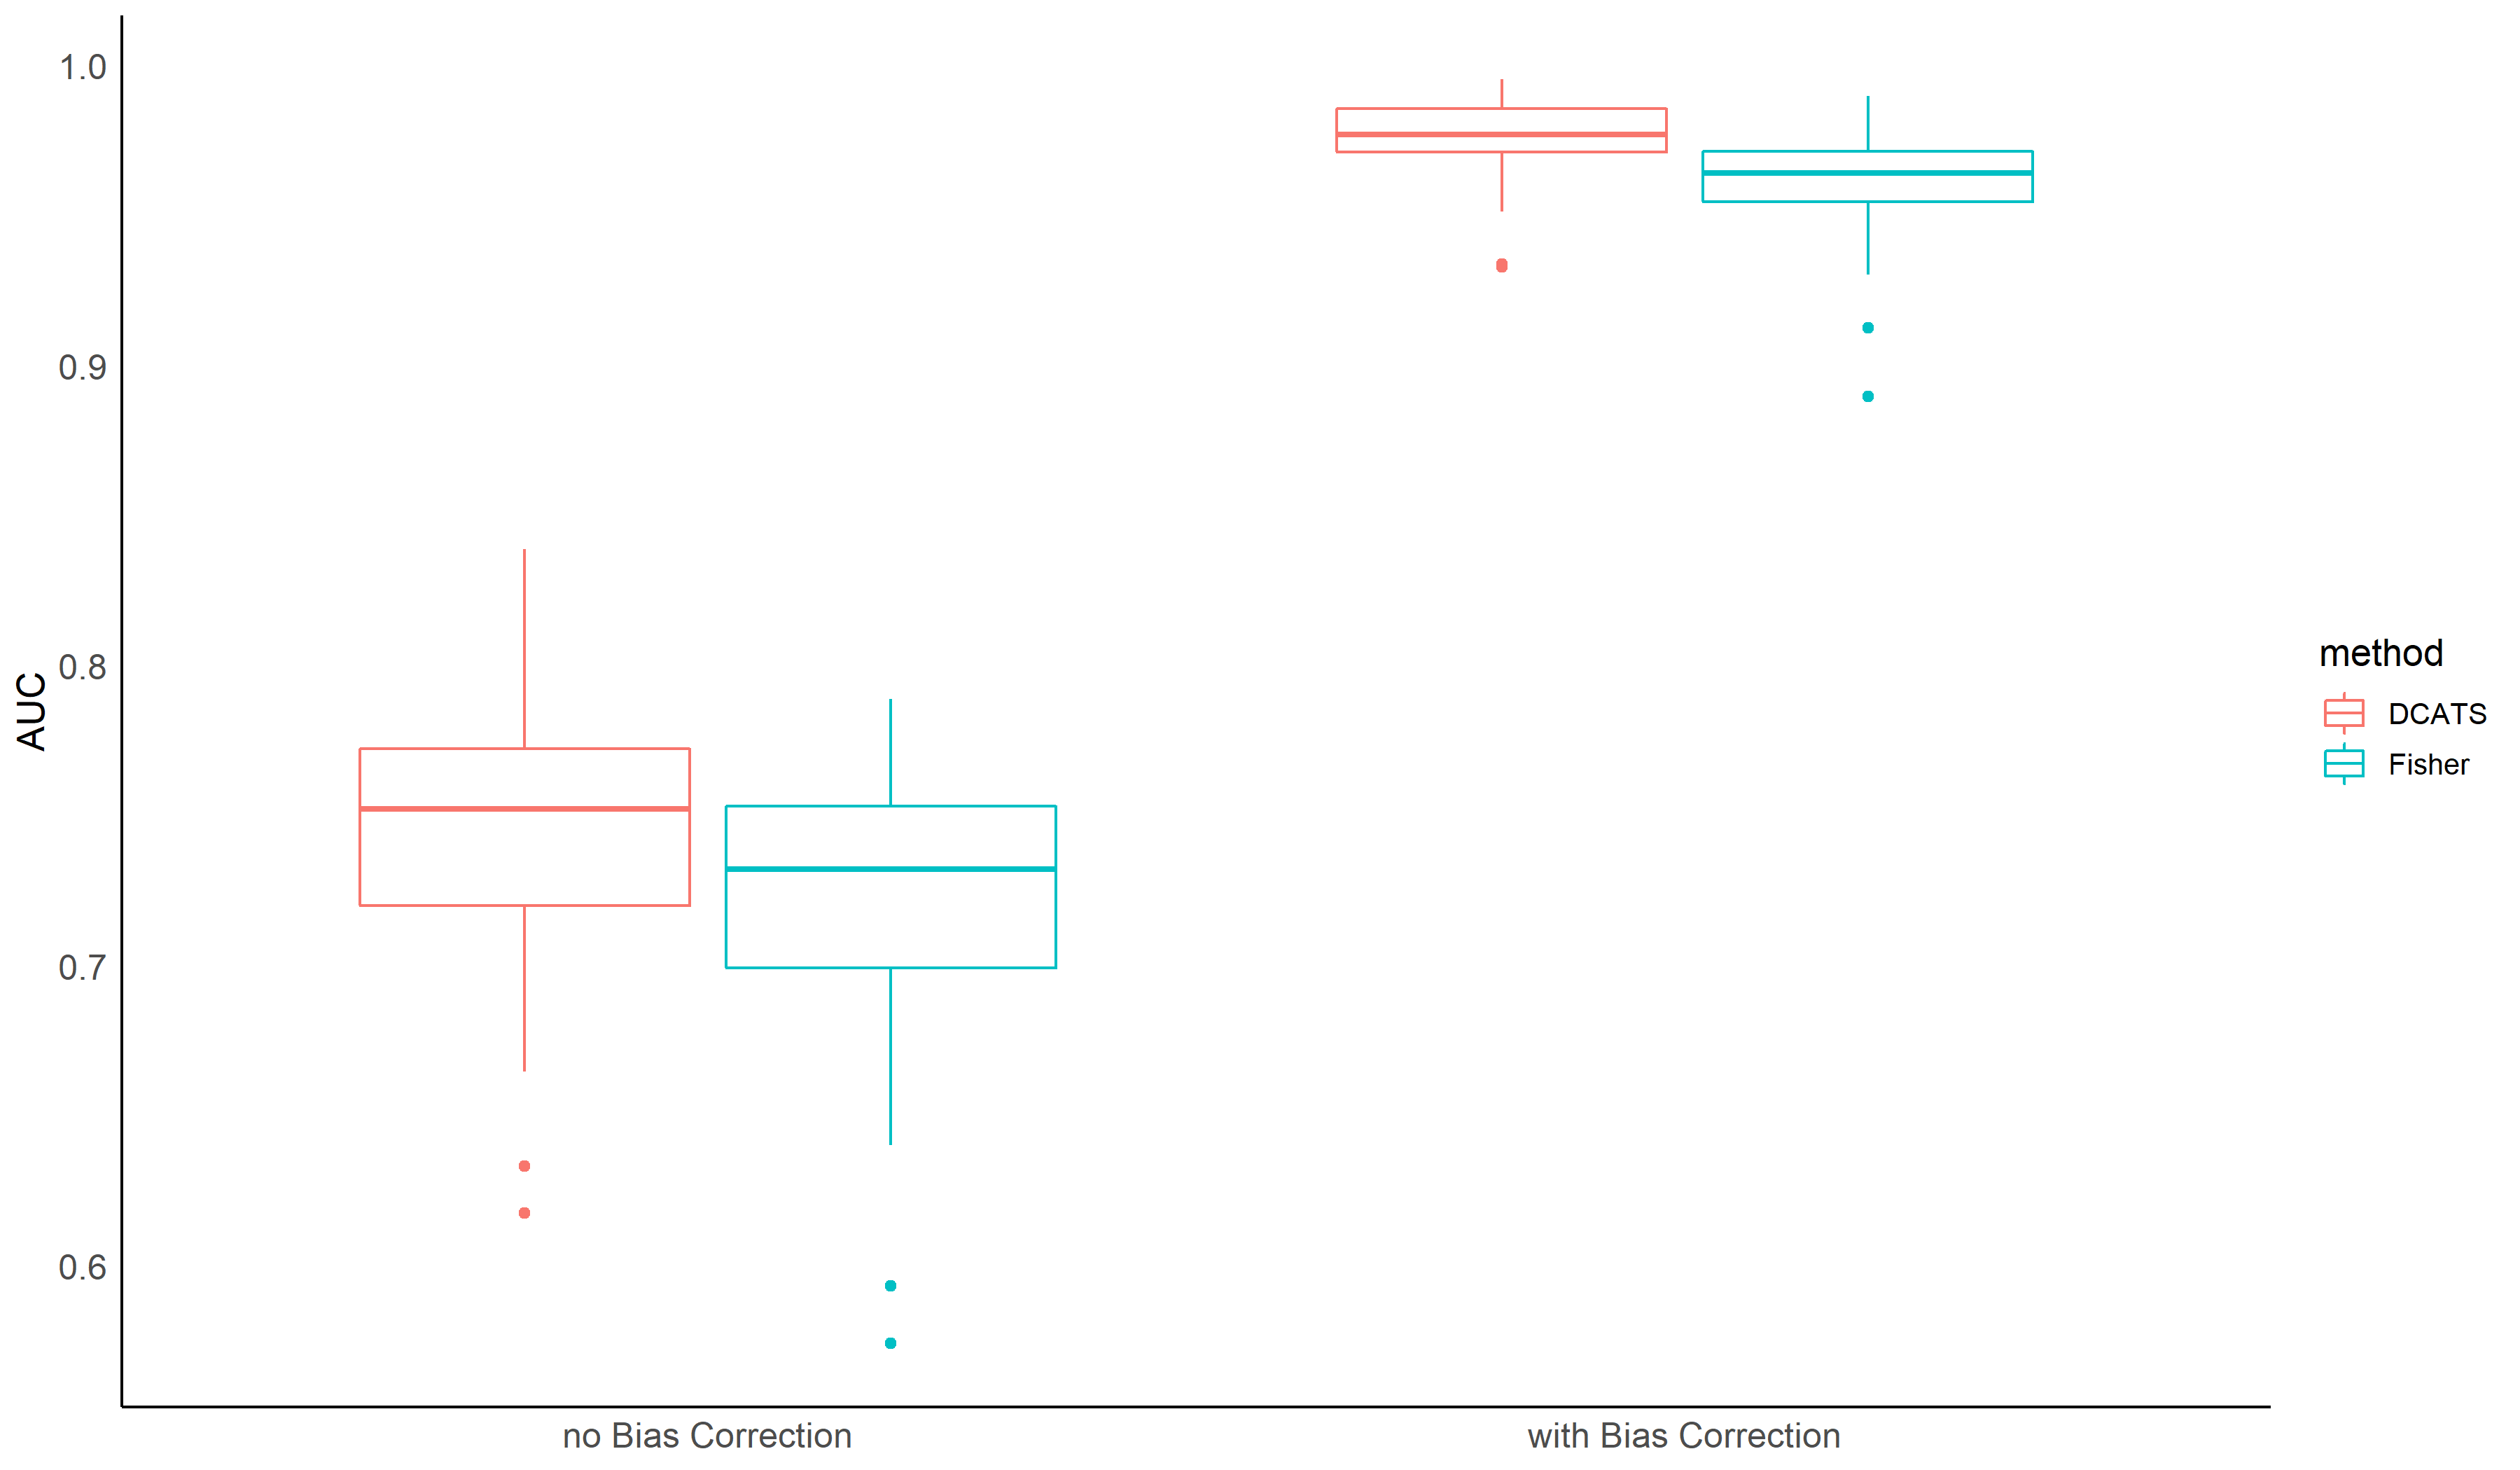 1.0
0.9
0.8
0.7
0.6
AUC
no Bias Correction
with Bias Correction
method
DCATS
Fisher